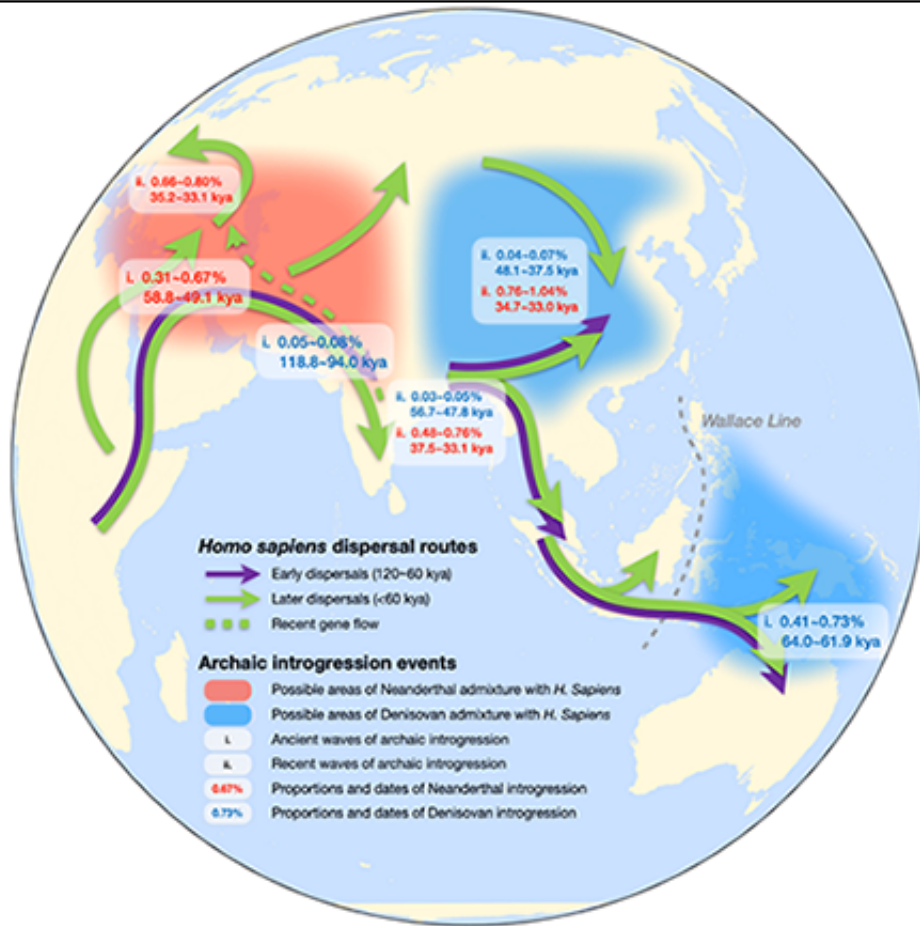 ii. 0.66~0.80%
35.2~33.1 kya
i. 0.31~0.67%
58.8~49.1 kya
ii. 0.04~0.07%
48.1~37.5 kya
ii. 0.76~1.04%
34.7~33.0 kya
i. 0.05~0.08%
118.8~94.0 kya
ii. 0.03~0.05%
56.7~47.8 kya
ii. 0.48~0.76%
37.5~33.1 kya
Wallace Line
i. 0.41~0.73%
64.0~61.9 kya
Homo sapiens dispersal routes
Early dispersals (120~60 kya)
Later dispersals (<60 kya)
Recent gene flow
Archaic introgression events
Possible areas of Neanderthal admixture with H. Sapiens
Possible areas of Denisovan admixture with H. Sapiens
i. Ancient waves of archaic introgression
ii. Recent waves of archaic introgression
0.67% Proportions and dates of Neanderthal introgression
0.73% Proportions and dates of Denisovan introgression